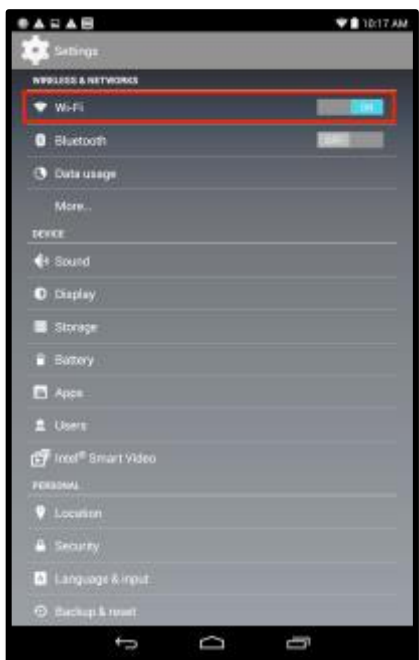 10:17 AM
Settings
WIRELESS & NETWORKS
Wi-Fi
ON
Bluetooth
OFF
Data usage
More...
DEVICE
Sound
Display
Storage
Battery
Apps
Users
Intel® Smart Video
PERSONAL
Location
Security
Language & input
Backup & reset